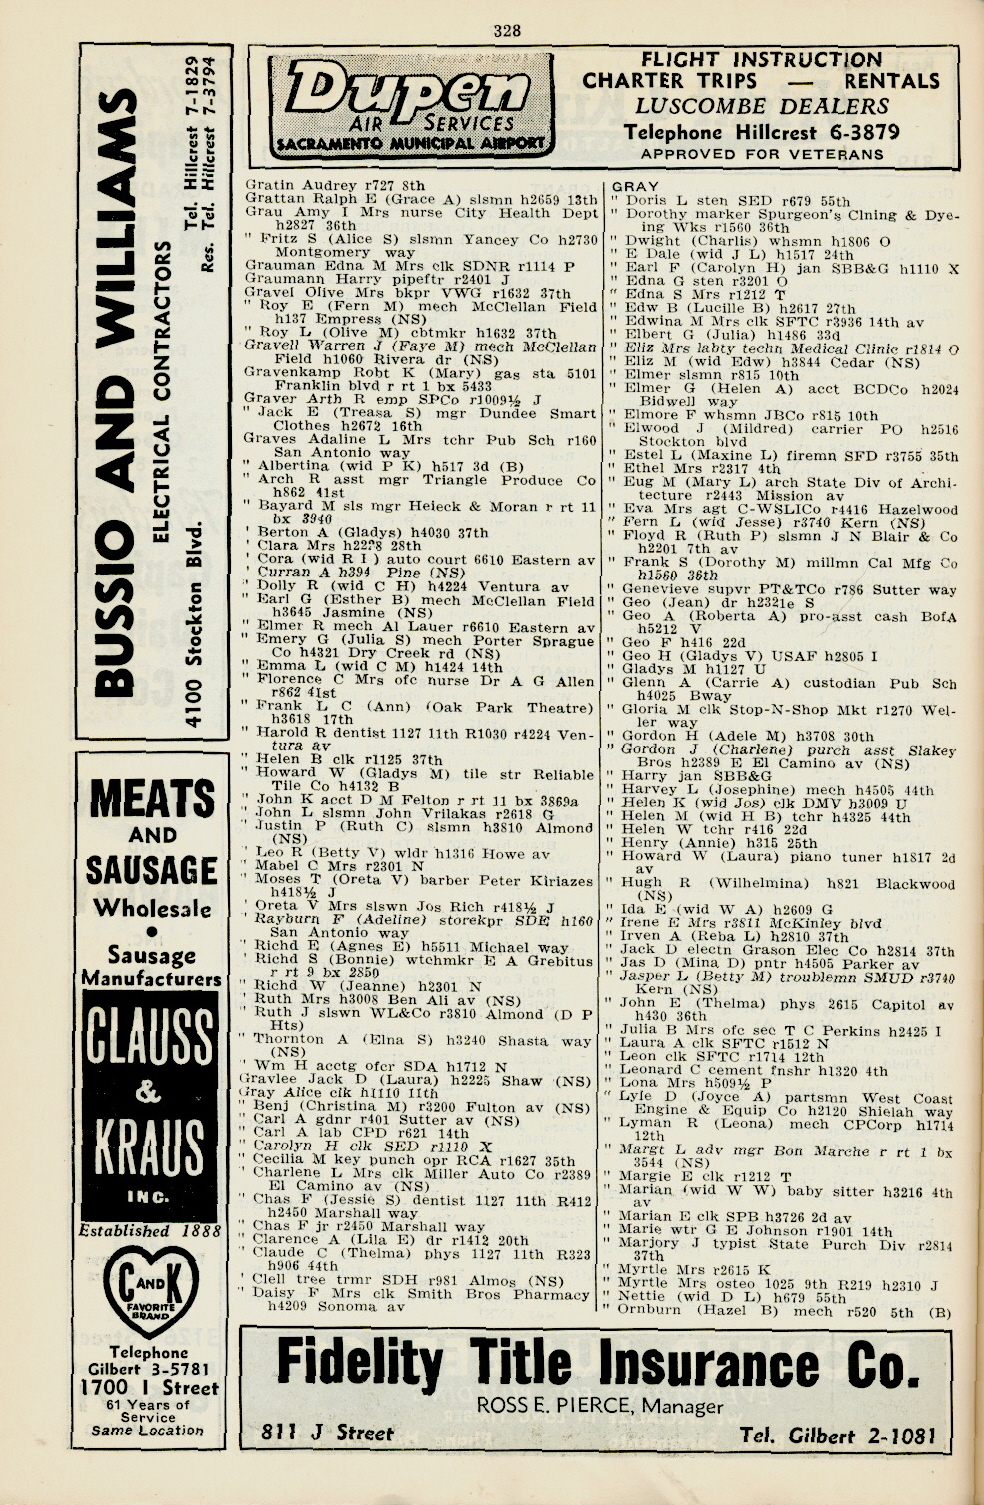 328
BUSSIO AND WILLIAMS
ELECTRICAL CONTRACTORS
4100 Stockton Blvd.
Tel. Hillcrest 7-1829
Res. Tel. Hillcrest 7-3794
MEATS
AND
SAUSAGE
Wholesale
•
Sausage
Manufacturers
CLAUSS
&
KRAUS
INC.
Established 1888
C AND K
FAVORITE
BRAND
Telephone
Gilbert 3-5781
1700 I Street
61 Years of
Service
Same Location
Dupen
AIR SERVICES
SACRAMENTO MUNICIPAL AIRPORT
FLIGHT INSTRUCTION
CHARTER TRIPS — RENTALS
LUSCOMBE DEALERS
Telephone Hillcrest 6-3879
APPROVED FOR VETERANS
Gratin Audrey r727 8th
Grattan Ralph E (Grace A) slsmn h2659 13th
Grau Amy I Mrs nurse City Health Dept
h2827 36th
" Fritz S (Alice S) slsmn Yancey Co h2730
Montgomery way
Grauman Edna M Mrs clk SDNR r1114 P
Graumann Harry pipeftr r2401 J
Gravel Olive Mrs bkpr VWG r1632 37th
" Roy E (Fern M) mech McClellan Field
h137 Empress (NS)
" Roy L (Olive M) cbtmkr h1632 37th
Gravell Warren J (Faye M) mech McClellan
Field h1060 Rivera dr (NS)
Gravenkamp Robt K (Mary) gas sta 5101
Franklin blvd r rt 1 bx 5433
Graver Arth R emp SPCo r1009½ J
" Jack E (Treasa S) mgr Dundee Smart
Clothes h2672 16th
Graves Adaline L Mrs tchr Pub Sch r160
San Antonio way
" Albertina (wid P K) h517 3d (B)
" Arch R asst mgr Triangle Produce Co
h862 41st
" Bayard M sls mgr Heieck & Moran r rt 11
bx 3940
' Berton A (Gladys) h4030 37th
' Clara Mrs 28th
' Cora (wid R I ) auto court 6610 Eastern av
' Curran A h394 Pine (NS)
" Dolly R (wid C H) h4224 Ventura av
" Earl G (Esther B) mech McClellan Field
h3645 Jasmine (NS)
" Elmer R mech Al Lauer r6610 Eastern av
" Emery G (Julia S) mech Porter Sprague
Co h4321 Dry Creek rd (NS)
" Emma L (wid C M) h1424 14th
" Florence C Mrs ofc nurse Dr A G Allen
r862 41st
" Frank L C (Ann) (Oak Park Theatre)
h3618 17th
" Harold R dentist 1127 11th R1030 r4224 Ven-
tura av
" Helen B clk r1125 37th
" Howard W (Gladys M) tile str Reliable
Tile Co h4132 B
" John K acct D M Felton r rt 11 bx 3869a
" John L slsmn John Vrilakas r2618 G
" Justin P (Ruth C) slsmn h3810 Almond
(NS)
' Leo R (Betty V) wldr h1316 Howe av
" Mabel C Mrs r2301 N
" Moses T (Oreta V) barber Peter Kiriazes
h418½ J
' Oreta V Mrs slswn Jos Rich r418½ J
' Rayburn F (Adeline) storekpr SDE h160
San Antonio way
" Richd E (Agnes E) h5511 Michael way
" Richd S (Bonnie) wtchmkr E A Grebitus
r rt 9 bx 2850
" Richd W (Jeanne) h2301 N
' Ruth Mrs h3008 Ben Ali av (NS)
" Ruth J slswn WL&Co r3810 Almond (D P
Hts)
" Thornton A (Elna S) h3240 Shasta way
(NS)
" Wm H acctg ofcr SDA h1712 N
Gravlee Jack D (Laura) h2225 Shaw (NS)
Gray Alice clk h1110 11th
" Benj (Christina M) r3200 Fulton av (NS)
" Carl A gdnr r401 Sutter av (NS)
" Carl A lab CPD r621 14th
" Carolyn H clk SED r1110 X
" Cecilia M key punch opr RCA r1627 35th
' Charlene L Mrs clk Miller Auto Co r2389
El Camino av (NS)
" Chas F (Jessie S) dentist 1127 11th R412
h2450 Marshall way
" Chas F jr r2450 Marshall way
" Clarence A (Lila E) dr r1412 20th
" Claude C (Thelma) phys 1127 11th R323
h906 44th
' Clell tree trmr SDH r981 Almos (NS)
" Daisy F Mrs clk Smith Bros Pharmacy
h4209 Sonoma av
GRAY
" Doris L sten SED r679 55th
" Dorothy marker Spurgeon's Clning & Dye-
ing Wks r1560 36th
" Dwight (Charlis) whsmn h1806 O
" E Dale (wid J L) h1517 24th
" Earl F (Carolyn H) jan SBB&G h1110 X
" Edna G sten r3201 O
" Edna S Mrs r1212 T
" Edw B (Lucille B) h2617 27th
" Edwina M Mrs clk SFTC r3936 14th av
" Elbert G (Julia) h1486 33d
" Eliz Mrs labty techn Medical Clinic r1814 O
" Eliz M (wid Edw) h3844 Cedar (NS)
" Elmer slsmn r815 10th
" Elmer G (Helen A) acct BCDCo h2024
Bidwell way
" Elmore F whsmn JBCo r815 10th
" Elwood J (Mildred) carrier PO h2516
Stockton blvd
" Estel L (Maxine L) firemn SFD r3755 35th
" Ethel Mrs r2317 4th
" Eug M (Mary L) arch State Div of Archi-
tecture r2443 Mission av
" Eva Mrs agt C-WSLICo r4416 Hazelwood
" Fern L (wid Jesse) r3740 Kern (NS)
" Floyd R (Ruth P) slsmn J N Blair & Co
h2201 7th av
" Frank S (Dorothy M) millmn Cal Mfg Co
h1560 36th
" Genevieve supvr PT&TCo r786 Sutter way
" Geo (Jean) dr h2321e S
" Geo A (Roberta A) pro-asst cash BofA
h5212 V
" Geo F h416 22d
" Geo H (Gladys V) USAF h2805 I
" Gladys M h1127 U
" Glenn A (Carrie A) custodian Pub Sch
h4025 Bway
" Gloria M clk Stop-N-Shop Mkt r1270 Wel-
ler way
" Gordon H (Adele M) h3708 30th
" Gordon J (Charlene) purch asst Slakey
Bros h2389 E El Camino av (NS)
" Harry jan SBB&G
" Harvey L (Josephine) mech h4505 44th
" Helen K (wid Jos) clk DMV h3009 U
" Helen M (wid H B) tchr h4325 44th
" Helen W tchr r416 22d
" Henry (Annie) h315 25th
" Howard W (Laura) piano tuner h1817 2d
av
" Hugh R (Wilhelmina) h821 Blackwood
(NS)
" Ida E (wid W A) h2609 G
" Irene E Mrs r3811 McKinley blvd
" Irven A (Reba L) h2810 37th
" Jack D electn Grason Elec Co h2814 37th
" Jas D (Mina D) pntr h4505 Parker av
" Jasper L (Betty M) troublemn SMUD r3740
Kern (NS)
" John E (Thelma) phys 2615 Capitol av
h430 36th
" Julia B Mrs ofc sec T C Perkins h2425 I
" Laura A clk SFTC r1512 N
" Leon clk SFTC r1714 12th
" Leonard C cement fnshr h1320 4th
" Lona Mrs h509½ P
" Lyle D (Joyce A) partsmn West Coast
Engine & Equip Co h2120 Shielah way
" Lyman R (Leona) mech CPCorp h1714
12th
" Margt L adv mgr Bon Marche r rt 1 bx
3544 (NS)
" Margie E clk r1212 T
" Marian (wid W W) baby sitter h3216 4th
av
" Marian E clk SPB h3726 2d av
" Marie wtr G E Johnson r1901 14th
" Marjory J typist State Purch Div r2814
37th
" Myrtle Mrs r2615 K
" Myrtle Mrs osteo 1025 9th R219 h2310 J
" Nettie (wid D L) h679 55th
" Ornburn (Hazel B) mech r520 5th (B)
Fidelity Title Insurance Co.
ROSS E. PIERCE, Manager
811 J Street
Tel. Gilbert 2-1081